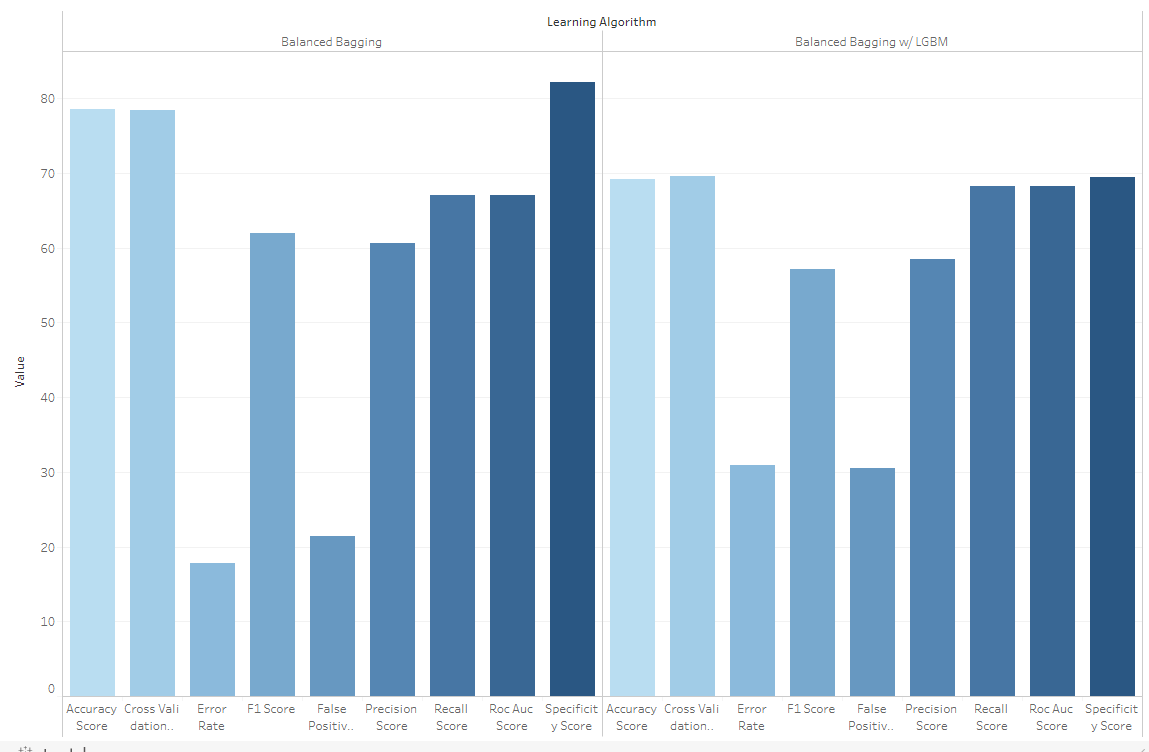 Learning Algorithm
Balanced Bagging
Balanced Bagging w/ LGBM
Value
80
70
60
50
40
30
20
10
0
Accuracy
Score
Cross Vali
dation..
Error
Rate
F1 Score
False
Positiv..
Precision
Score
Recall
Score
Roc Auc
Score
Specificit
y Score
Accuracy
Score
Cross Vali
dation..
Error
Rate
F1 Score
False
Positiv..
Precision
Score
Recall
Score
Roc Auc
Score
Specificit
y Score